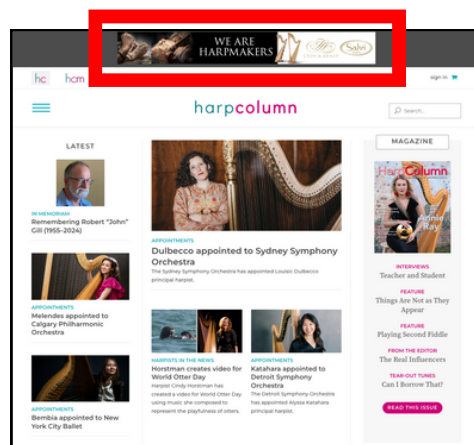 WE ARE
HARPMAKERS
Salvi
hc
hcm
sign in
harpcolumn
Search...
LATEST
IN MEMORIAM
Remembering Robert "John"
Gill (1955-2024)
APPOINTMENTS
Melendes appointed to
Calgary Philharmonic
Orchestra
APPOINTMENTS
Bembia appointed to New
York City Ballet
APPOINTMENTS
Dulbecco appointed to Sydney Symphony
Orchestra
The Sydney Symphony Orchestra has appointed Louisic Dulbecco
principal harpist.
HARPISTS IN THE NEWS
Horstman creates video for
World Otter Day
Harpist Cindy Horstman has
created a video for World Otter Day
using music she composed to
represent the playfulness of otters.
APPOINTMENTS
Katahara appointed to
Detroit Symphony
Orchestra
The Detroit Symphony Orchestra
has appointed Alyssa Katahara
principal harpist.
MAGAZINE
HarpColumn
Annie
Ray
INTERVIEWS
Teacher and Student
FEATURE
Things Are Not as They
Appear
FEATURE
Playing Second Fiddle
FROM THE EDITOR
The Real Influencers
TEAR-OUT TUNES
Can I Borrow That?
READ THIS ISSUE